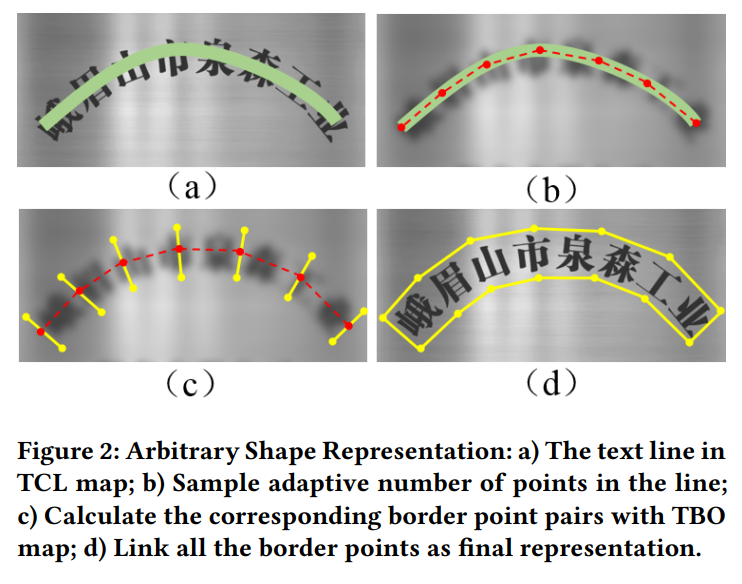 峨眉山市泉森工业
(a)
(b)
(c)
峨眉山市泉森工业
(d)
Figure 2: Arbitrary Shape Representation: a) The text line in
TCL map; b) Sample adaptive number of points in the line;
c) Calculate the corresponding border point pairs with TBO
map; d) Link all the border points as final representation.